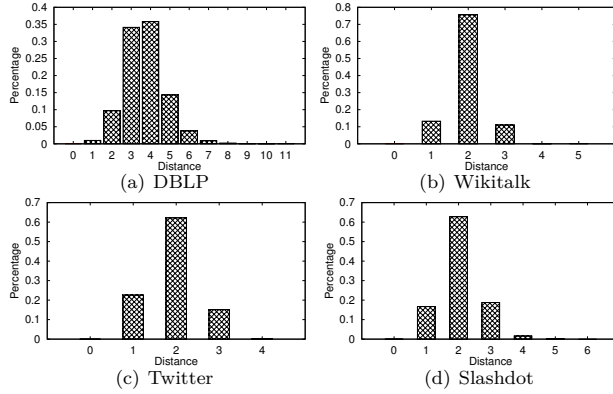 0.4
0.35
0.3
0.25
0.2
0.15
0.1
0.05
0
Percentage
0 1 2 3 4 5 6 7 8 9 10 11
Distance
(a) DBLP
0.8
0.7
0.6
0.5
0.4
0.3
0.2
0.1
0
Percentage
0 1 2 3 4 5
Distance
(b) Wikitalk
0.7
0.6
0.5
0.4
0.3
0.2
0.1
0
Percentage
0 1 2 3 4
Distance
(c) Twitter
0.7
0.6
0.5
0.4
0.3
0.2
0.1
0
Percentage
0 1 2 3 4 5 6
Distance
(d) Slashdot